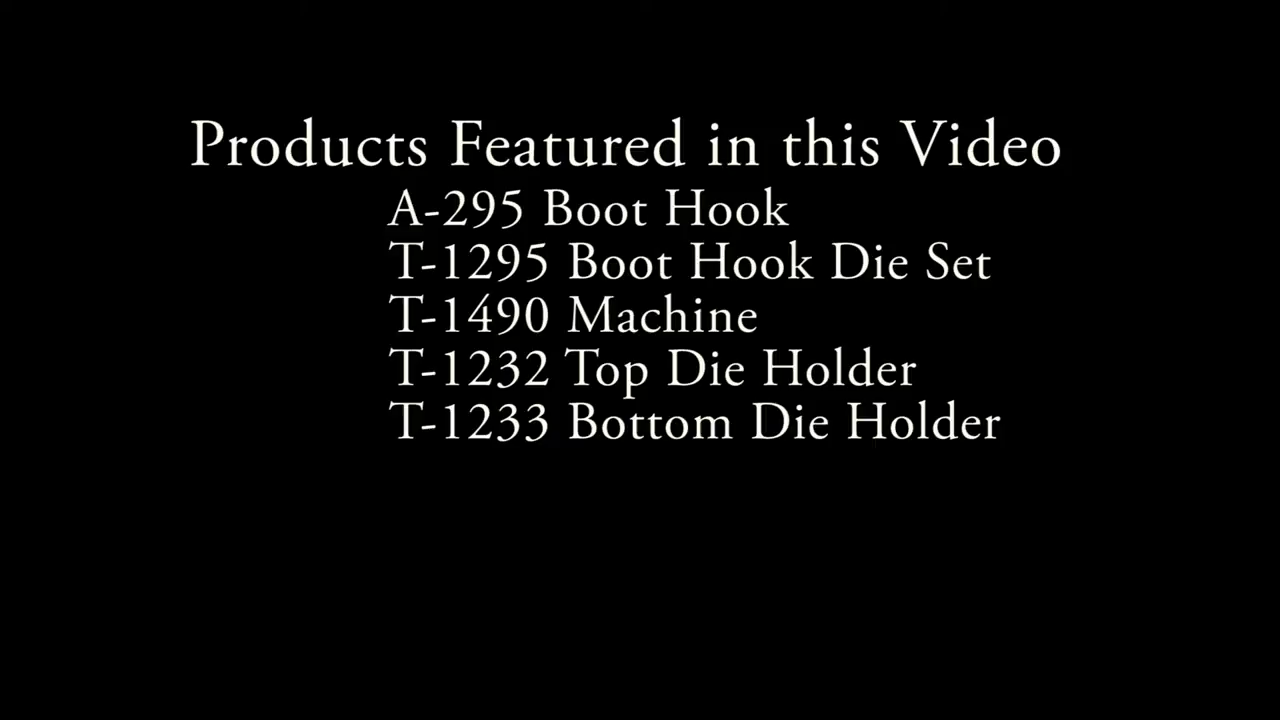 Products Featured in this Video
A-295 Boot Hook
T-1295 Boot Hook Die Set
T-1490 Machine
T-1232 Top Die Holder
T-1233 Bottom Die Holder